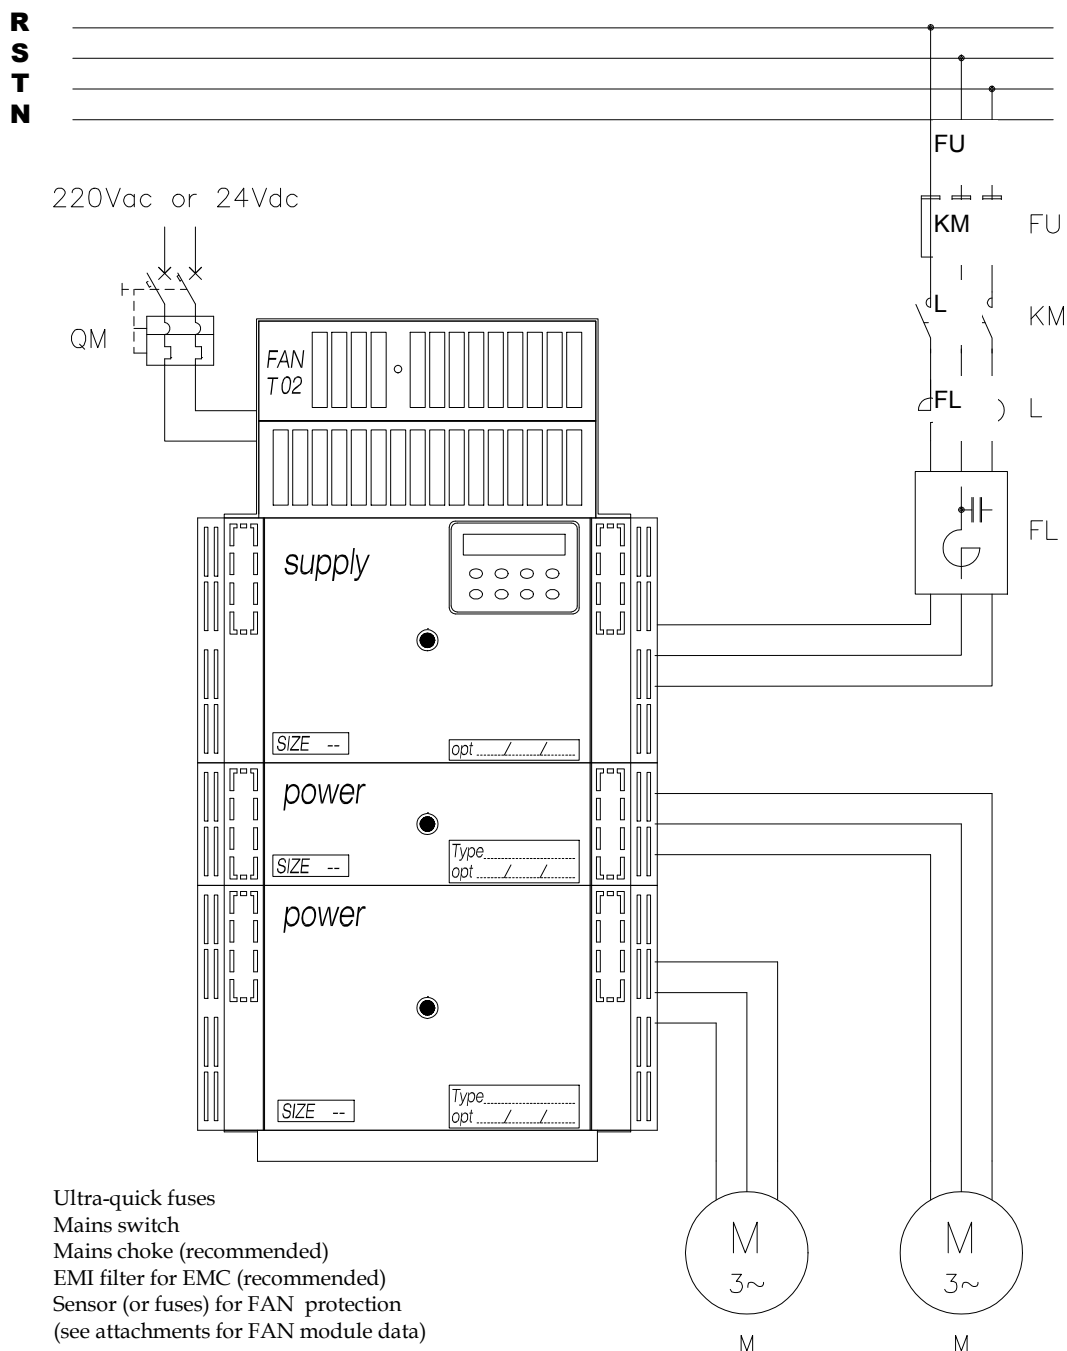 R
S
T
N
FU
220Vac or 24Vdc
KM
FU
L
KM
QM
FAN
T02
FL
L
supply
FL
SIZE --
opt ....../....../......
power
SIZE --
Type................
opt ....../....../......
power
SIZE --
Type................
opt ....../....../......
Ultra-quick fuses
Mains switch
Mains choke (recommended)
EMI filter for EMC (recommended)
Sensor (or fuses) for FAN protection
(see attachments for FAN module data)
M
3~
M
M
3~
M